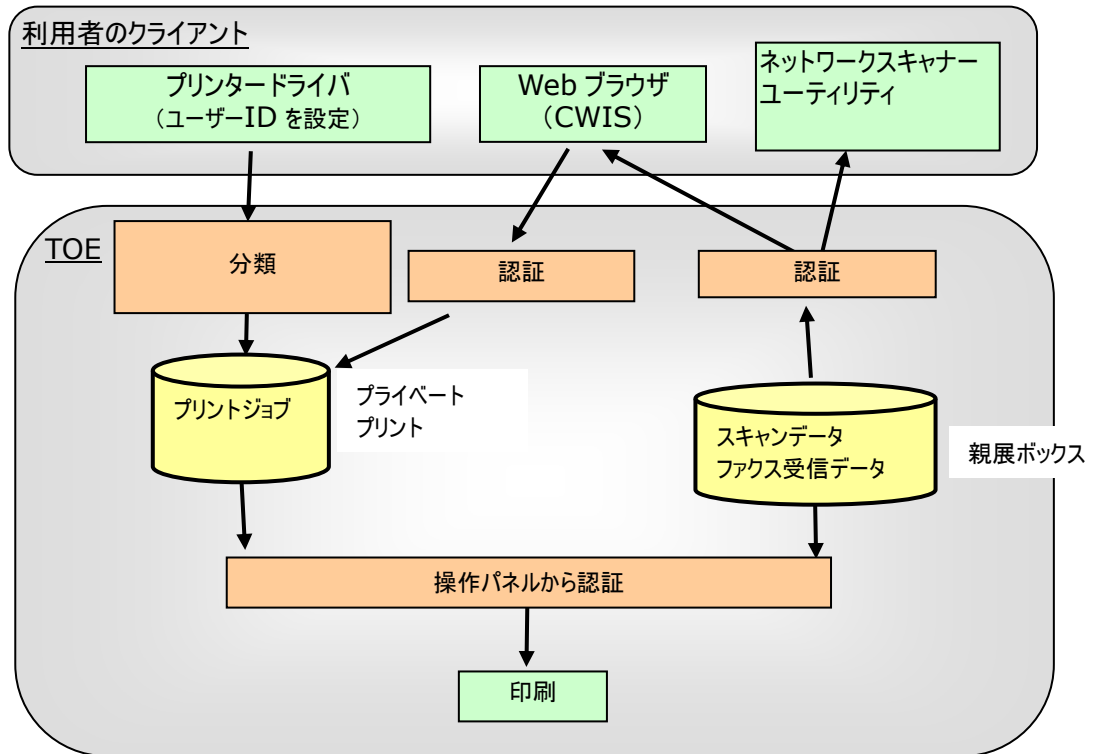 利用者のクライアント
プリンタードライバ
（ユーザーID を設定）
Web ブラウザ
（CWIS）
ネットワークスキャナー
ユーティリティ
TOE
分類
認証
認証
プリントジョブ
プライベート
プリント
スキャンデータ
ファクス受信データ
親展ボックス
操作パネルから認証
印刷